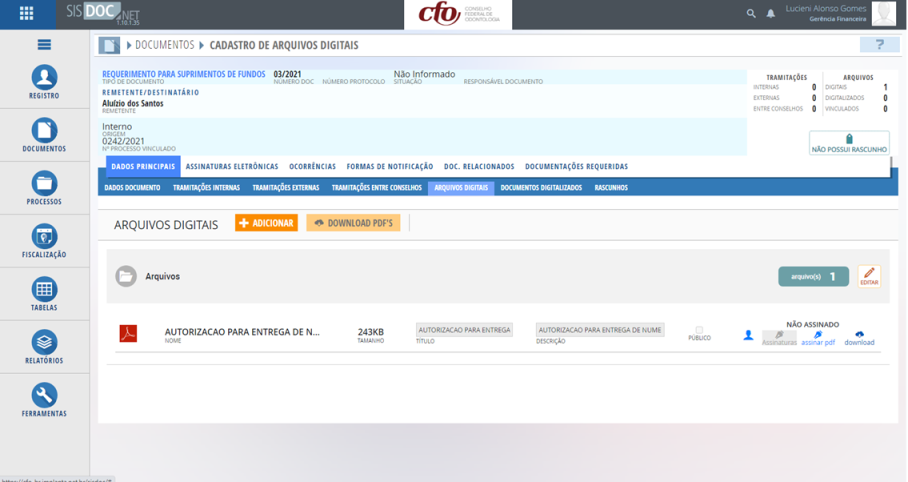 SISDOC.NET
1.10.1.35
cfo CONSELHO FEDERAL DE ODONTOLOGIA
Lucieni Alonso Gomes
Gerência Financeira
DOCUMENTOS CADASTRO DE ARQUIVOS DIGITAIS
?
REGISTRO
DOCUMENTOS
PROCESSOS
FISCALIZAÇÃO
TABELAS
RELATÓRIOS
FERRAMENTAS
REQUERIMENTO PARA SUPRIMENTOS DE FUNDOS 03/2021 Não Informado
TIPO DE DOCUMENTO NÚMERO DOC NÚMERO PROTOCOLO SITUAÇÃO RESPONSÁVEL DOCUMENTO
REMETENTE/DESTINATÁRIO
Aluízio dos Santos
REMETENTE
Interno
ORIGEM
0242/2021
Nº PROCESSO VINCULADO
TRAMITAÇÕES ARQUIVOS
INTERNAS 0 DIGITAIS 1
EXTERNAS 0 DIGITALIZADOS 0
ENTRE CONSELHOS 0 VINCULADOS 0
NÃO POSSUI RASCUNHO
DADOS PRINCIPAIS ASSINATURAS ELETRÔNICAS OCORRÊNCIAS FORMAS DE NOTIFICAÇÃO DOC. RELACIONADOS DOCUMENTAÇÕES REQUERIDAS
DADOS DOCUMENTO TRAMITAÇÕES INTERNAS TRAMITAÇÕES EXTERNAS TRAMITAÇÕES ENTRE CONSELHOS ARQUIVOS DIGITAIS DOCUMENTOS DIGITALIZADOS RASCUNHOS
ARQUIVOS DIGITAIS ADICIONAR DOWNLOAD PDF'S
Arquivos arquivo(s) 1 EDITAR
AUTORIZACAO PARA ENTREGA DE N... 243KB AUTORIZACAO PARA ENTREGA AUTORIZACAO PARA ENTREGA DE NUME NÃO ASSINADO
NOME TAMANHO TÍTULO DESCRIÇÃO PÚBLICO Assinaturas assinar pdf download